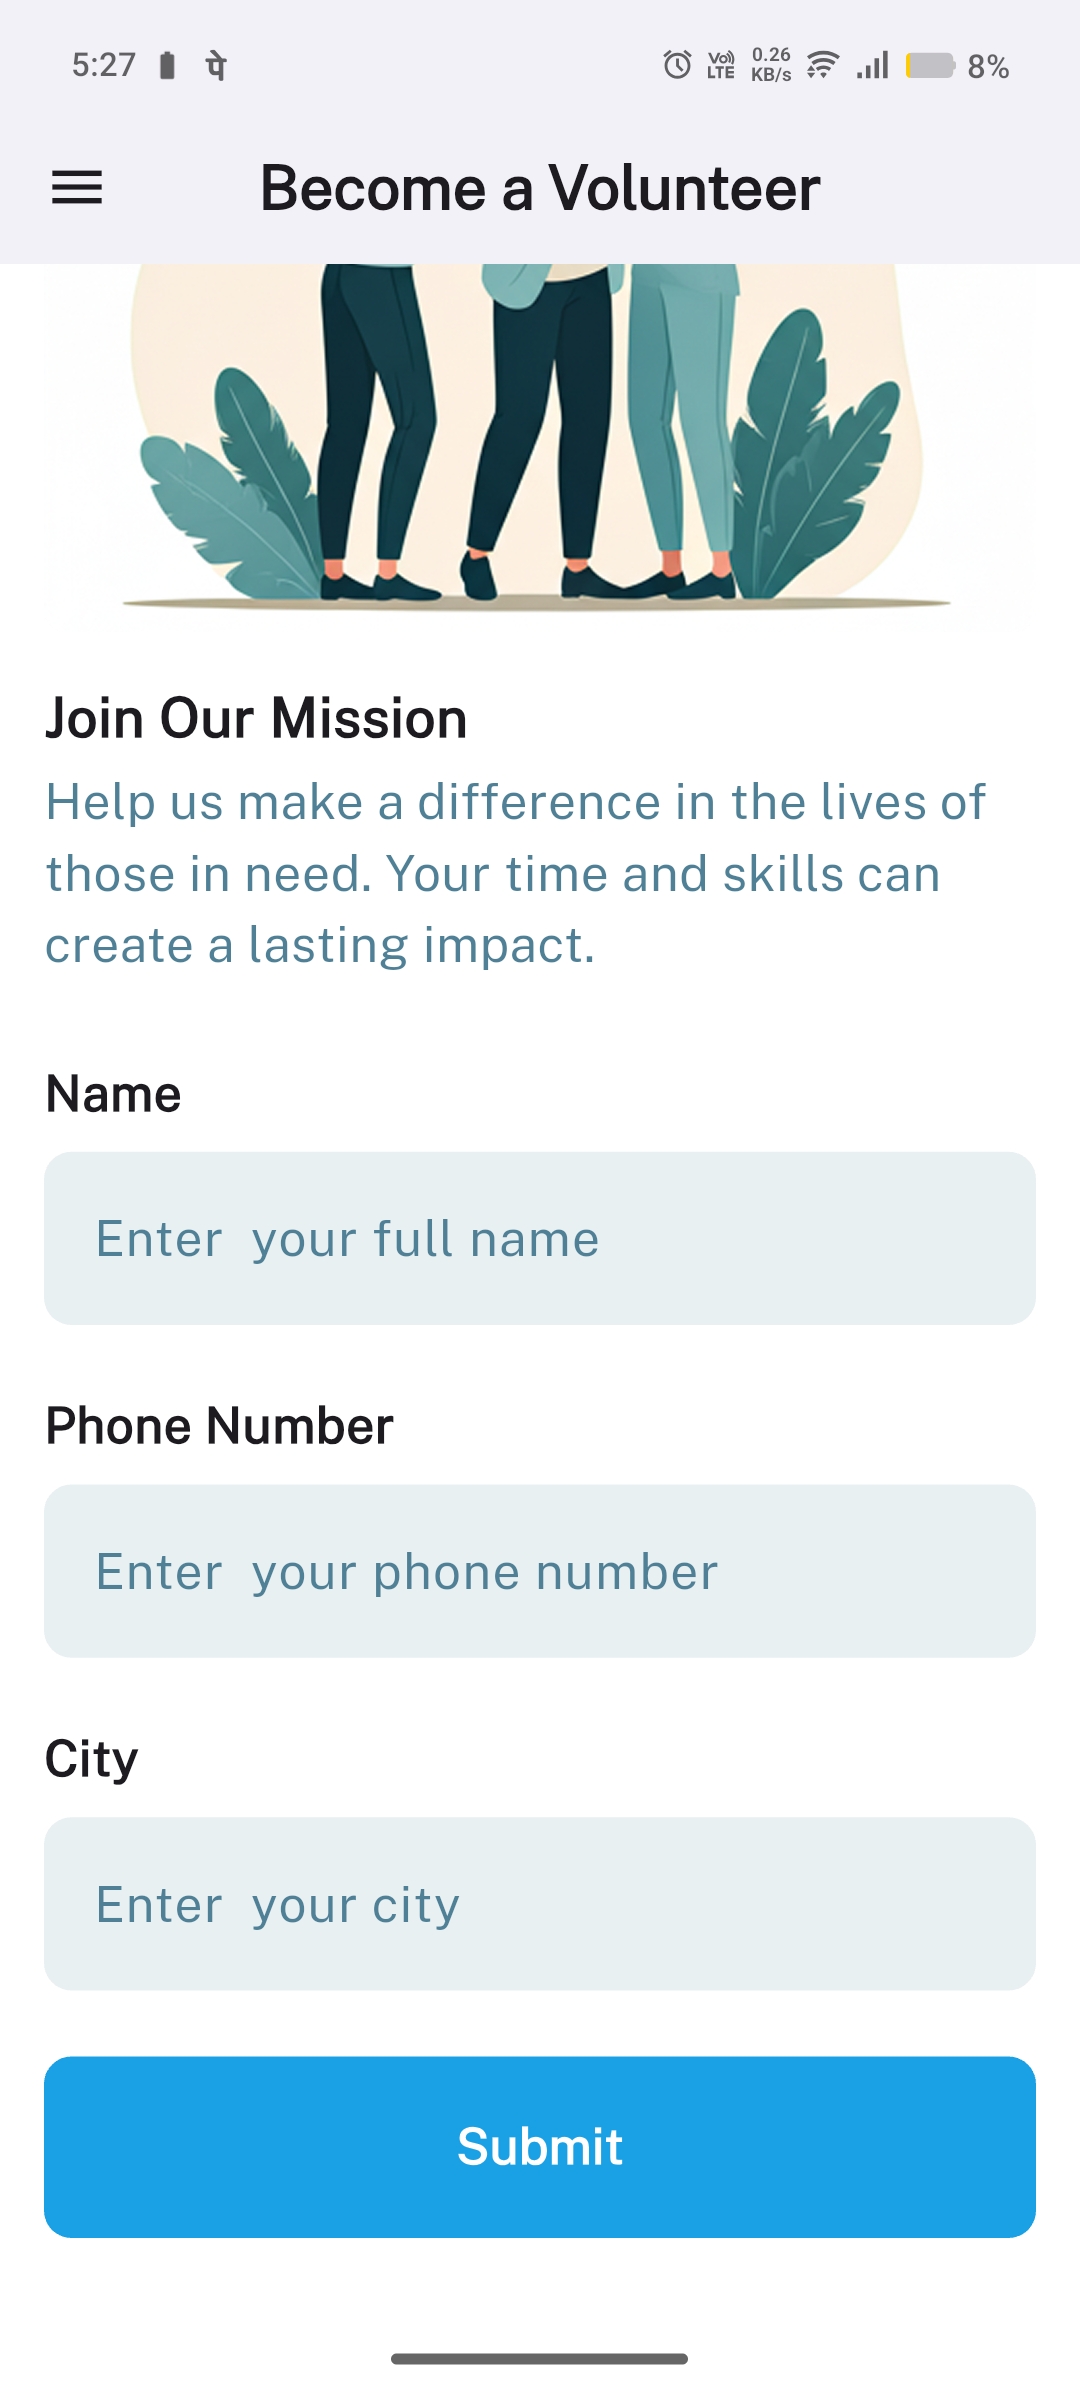 5:27 पे Vo) LTE 0.26 KB/s 8%
Become a Volunteer
Join Our Mission
Help us make a difference in the lives of
those in need. Your time and skills can
create a lasting impact.
Name
Enter  your full name
Phone Number
Enter  your phone number
City
Enter  your city
Submit